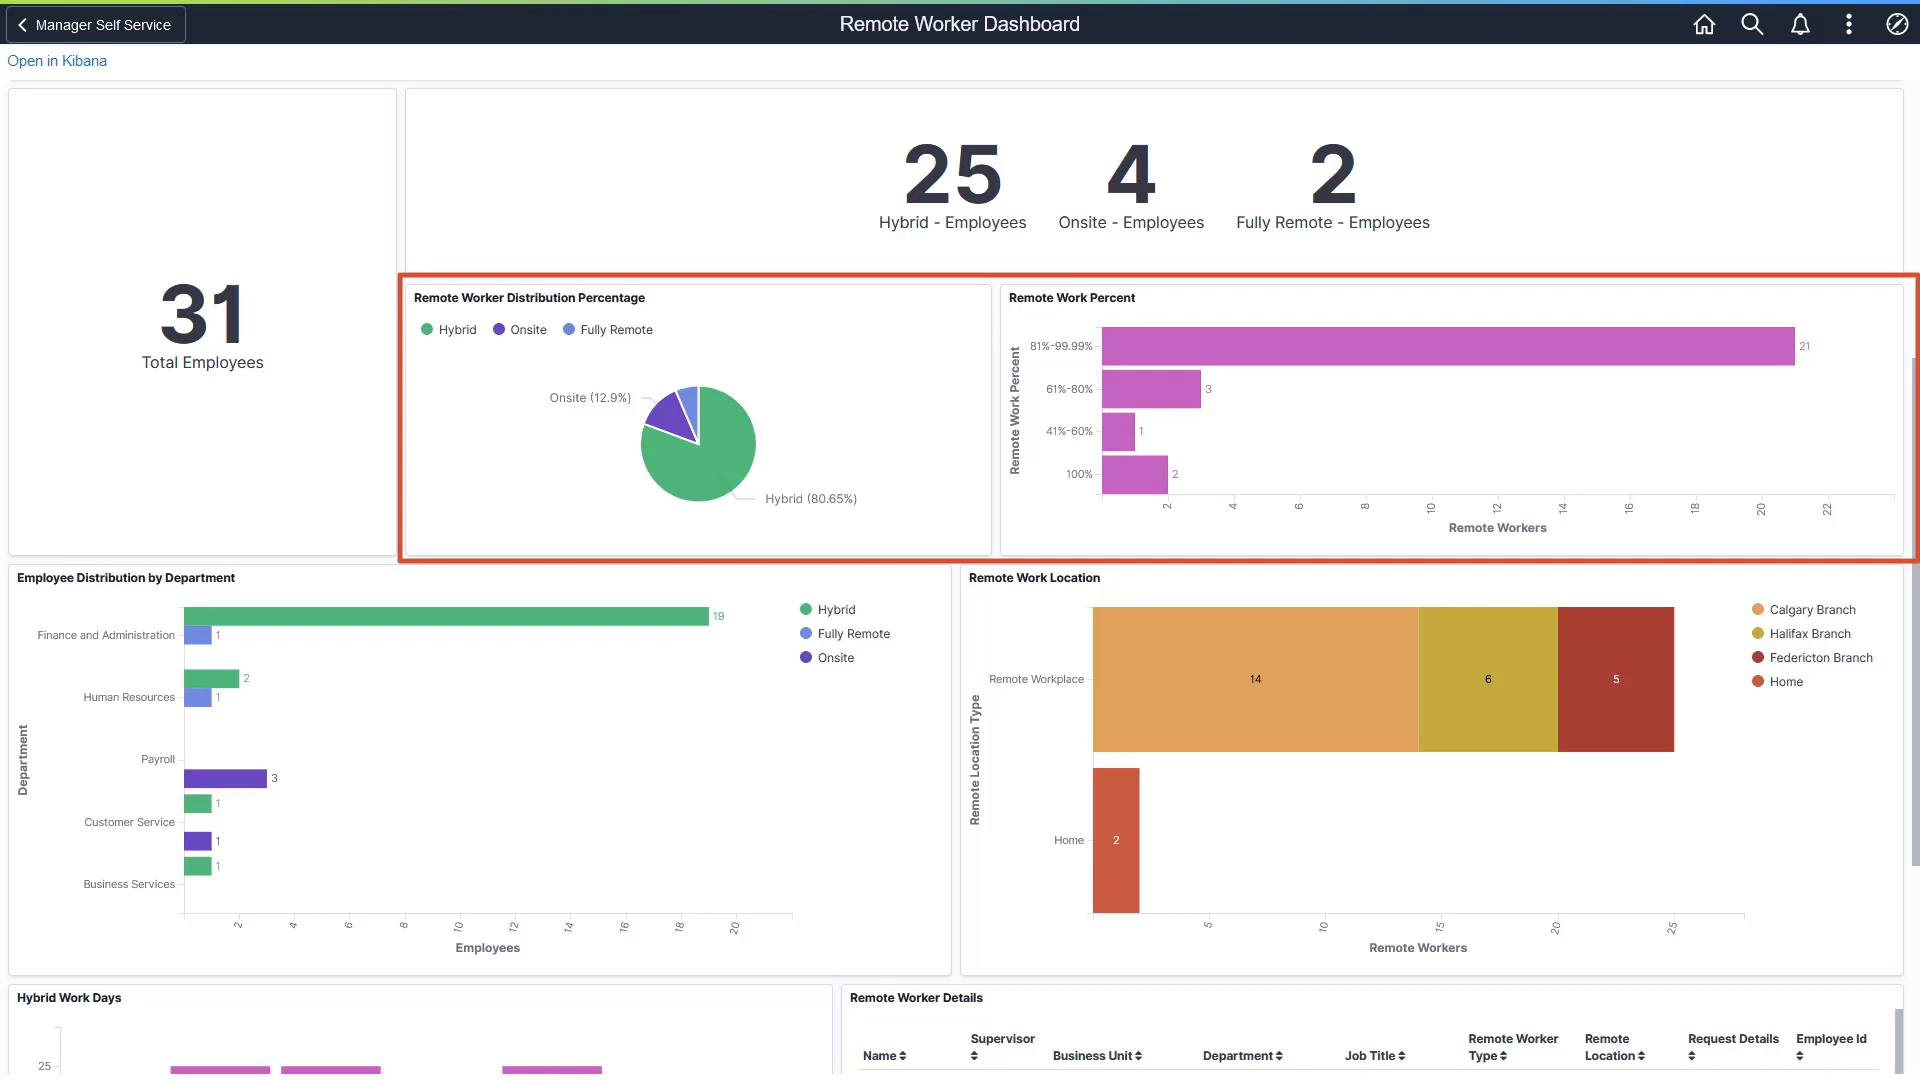 Manager Self Service
Remote Worker Dashboard
Open in Kibana
31
Total Employees
25
Hybrid - Employees
4
Onsite - Employees
2
Fully Remote - Employees
Remote Worker Distribution Percentage
Hybrid
Onsite
Fully Remote
Onsite (12.9%)
Hybrid (80.65%)
Remote Work Percent
Remote Work Percent
81%-99.99%
21
61%-80%
3
41%-60%
1
100%
2
2 4 6 8 10 12 14 16 18 20 22
Remote Workers
Employee Distribution by Department
Department
Finance and Administration
19
1
Human Resources
2
1
Payroll
3
Customer Service
1
1
Business Services
1
2 4 6 8 10 12 14 16 18 20
Employees
Hybrid
Fully Remote
Onsite
Remote Work Location
Remote Location Type
Remote Workplace
14 6 5
Home
2
5 10 15 20 25
Remote Workers
Calgary Branch
Halifax Branch
Federicton Branch
Home
Hybrid Work Days
25
Remote Worker Details
Name
Supervisor
Business Unit
Department
Job Title
Remote Worker
Type
Remote
Location
Request Details
Employee Id